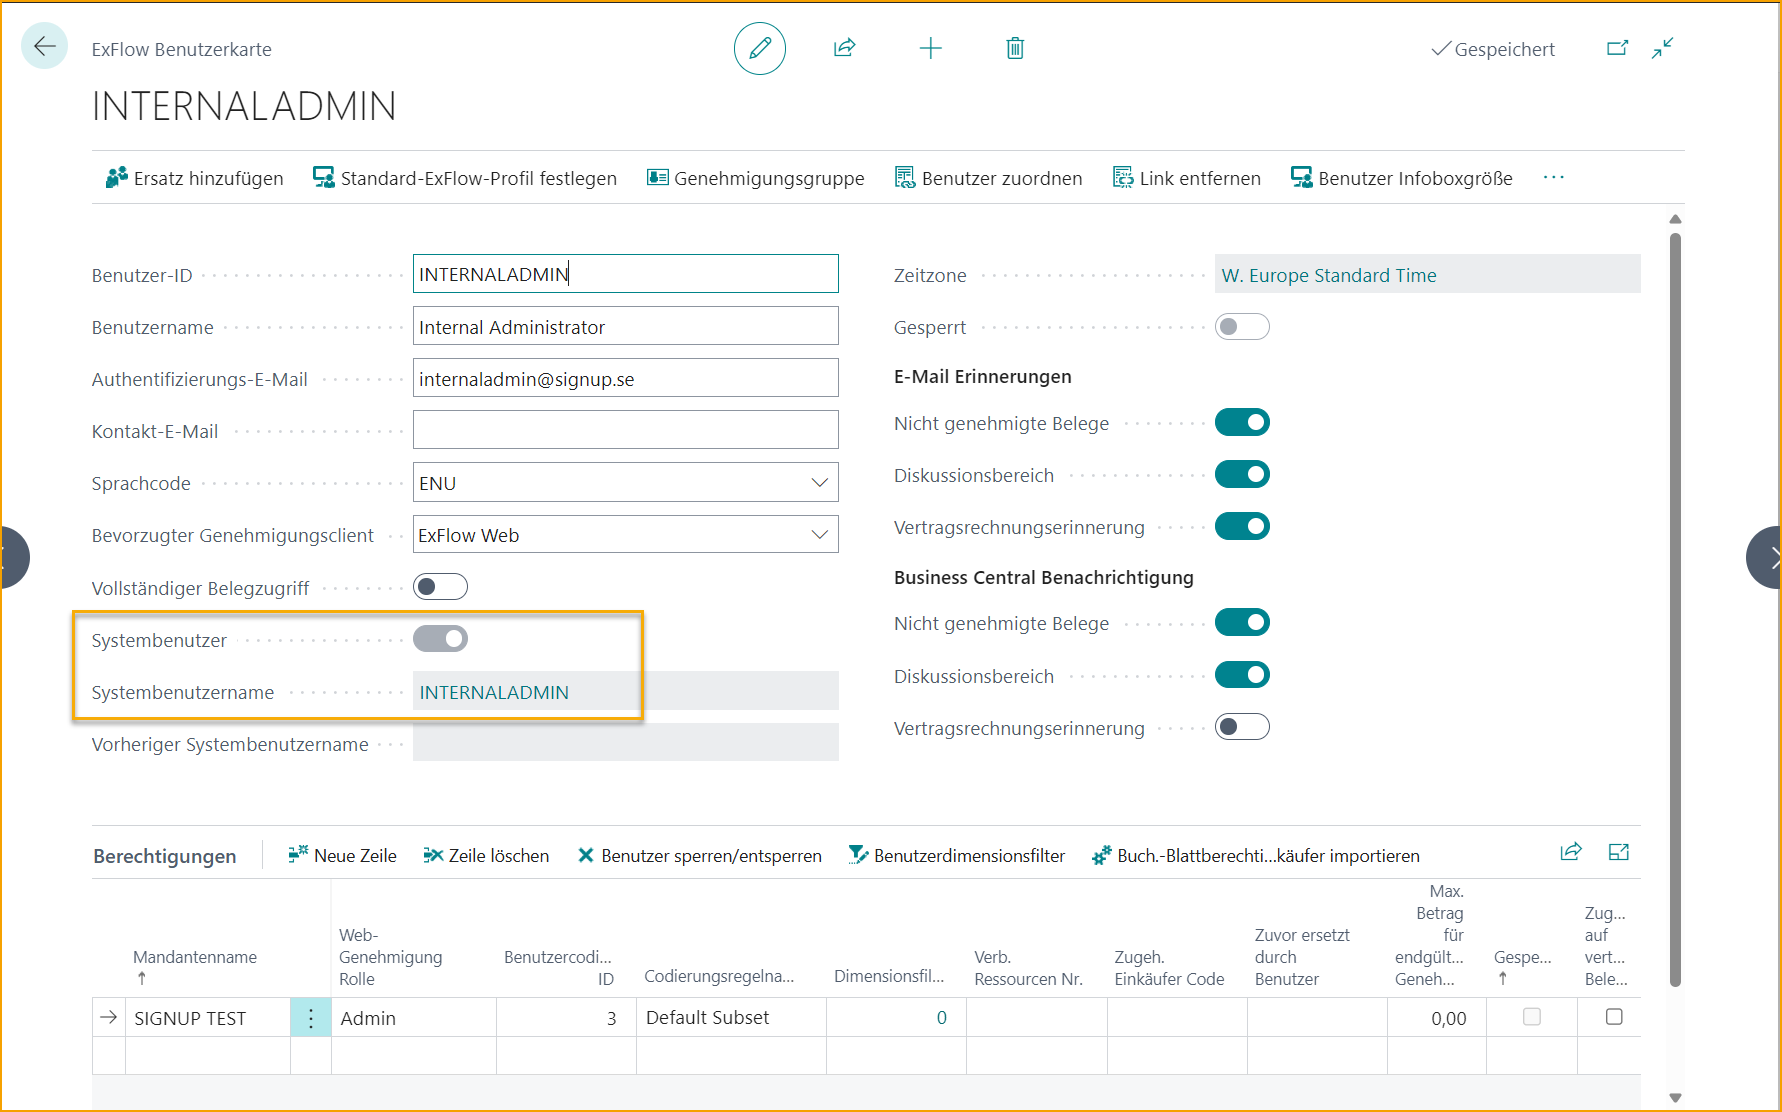 ExFlow Benutzerkarte
Gespeichert
INTERNALADMIN
Ersatz hinzufügen
Standard-ExFlow-Profil festlegen
Genehmigungsgruppe
Benutzer zuordnen
Link entfernen
Benutzer Infoboxgröße
Benutzer-ID INTERNALADMIN
Benutzername Internal Administrator
Authentifizierungs-E-Mail internaladmin@signup.se
Kontakt-E-Mail
Sprachcode ENU
Bevorzugter Genehmigungsclient ExFlow Web
Vollständiger Belegzugriff
Systembenutzer
Systembenutzername INTERNALADMIN
Vorheriger Systembenutzername
Zeitzone W. Europe Standard Time
Gesperrt
E-Mail Erinnerungen
Nicht genehmigte Belege
Diskussionsbereich
Vertragsrechnungserinnerung
Business Central Benachrichtigung
Nicht genehmigte Belege
Diskussionsbereich
Vertragsrechnungserinnerung
Berechtigungen
Neue Zeile
Zeile löschen
Benutzer sperren/entsperren
Benutzerdimensionsfilter
Buch.-Blattberechti...käufer importieren
Mandantenname
Web-
Genehmigung
Rolle
Benutzercodi...
ID
Codierungsregelna...
Dimensionsfil...
Verb.
Ressourcen Nr.
Zugeh.
Einkäufer Code
Zuvor ersetzt
durch
Benutzer
Max.
Betrag
für
endgült...
Geneh...
Gespe...
Zug...
auf
vert...
Bele...
SIGNUP TEST Admin 3 Default Subset 0 0,00